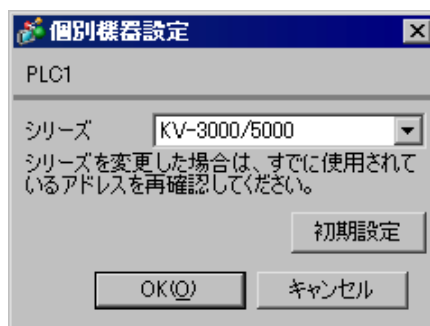 個別機器設定
PLC1
シリーズ KV-3000/5000
シリーズを変更した場合は、すでに使用されて
いるアドレスを再確認してください。
初期設定
OK(O) キャンセル